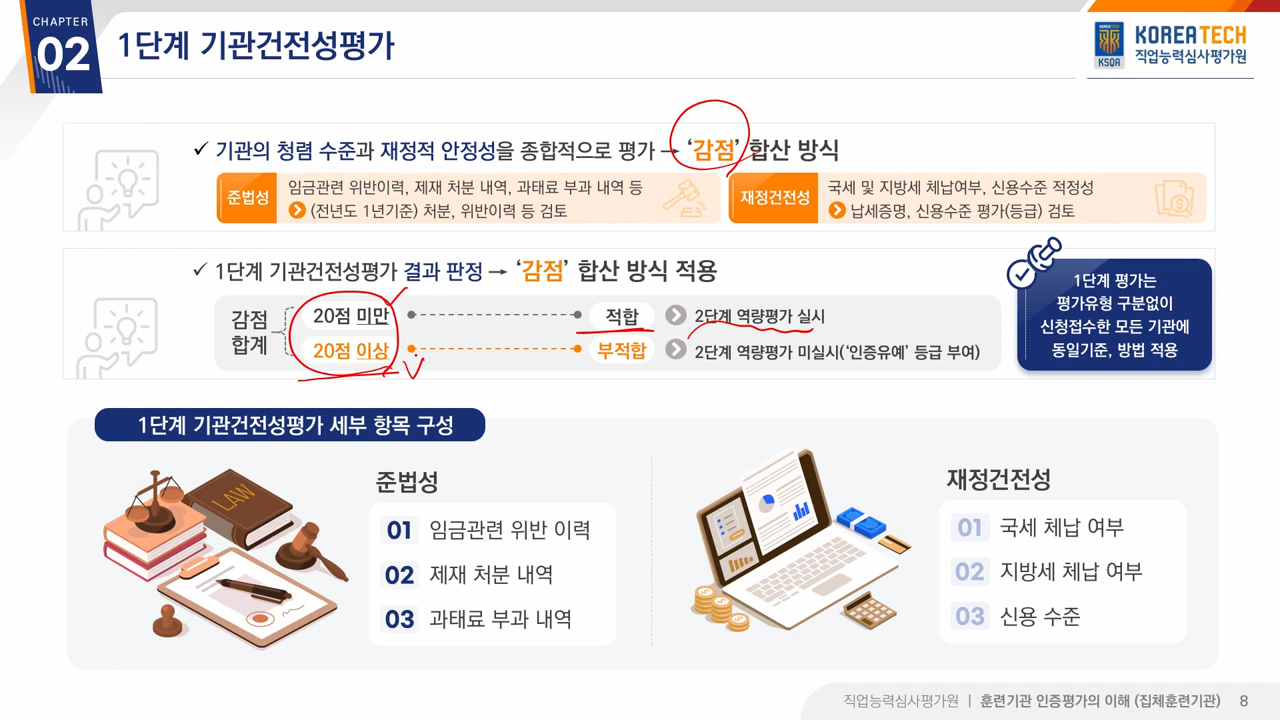 CHAPTER
02
1단계 기관건전성평가
KSQA
KOREATECH
직업능력심사평가원
✓ 기관의 청렴 수준과 재정적 안정성을 종합적으로 평가 → ‘감점’ 합산 방식
준법성
임금관련 위반이력, 제재 처분 내역, 과태료 부과 내역 등
(전년도 1년기준) 처분, 위반이력 등 검토
재정건전성
국세 및 지방세 체납여부, 신용수준 적정성
납세증명, 신용수준 평가(등급) 검토
✓ 1단계 기관건전성평가 결과 판정 → ‘감점’ 합산 방식 적용
감점
합계
20점 미만
적합
2단계 역량평가 실시
20점 이상
부적합
2단계 역량평가 미실시(‘인증유예’ 등급 부여)
1단계 평가는
평가유형 구분없이
신청접수한 모든 기관에
동일기준, 방법 적용
1단계 기관건전성평가 세부 항목 구성
LAW
준법성
01 임금관련 위반 이력
02 제재 처분 내역
03 과태료 부과 내역
재정건전성
01 국세 체납 여부
02 지방세 체납 여부
03 신용 수준
직업능력심사평가원 | 훈련기관 인증평가의 이해 (집체훈련기관) 8